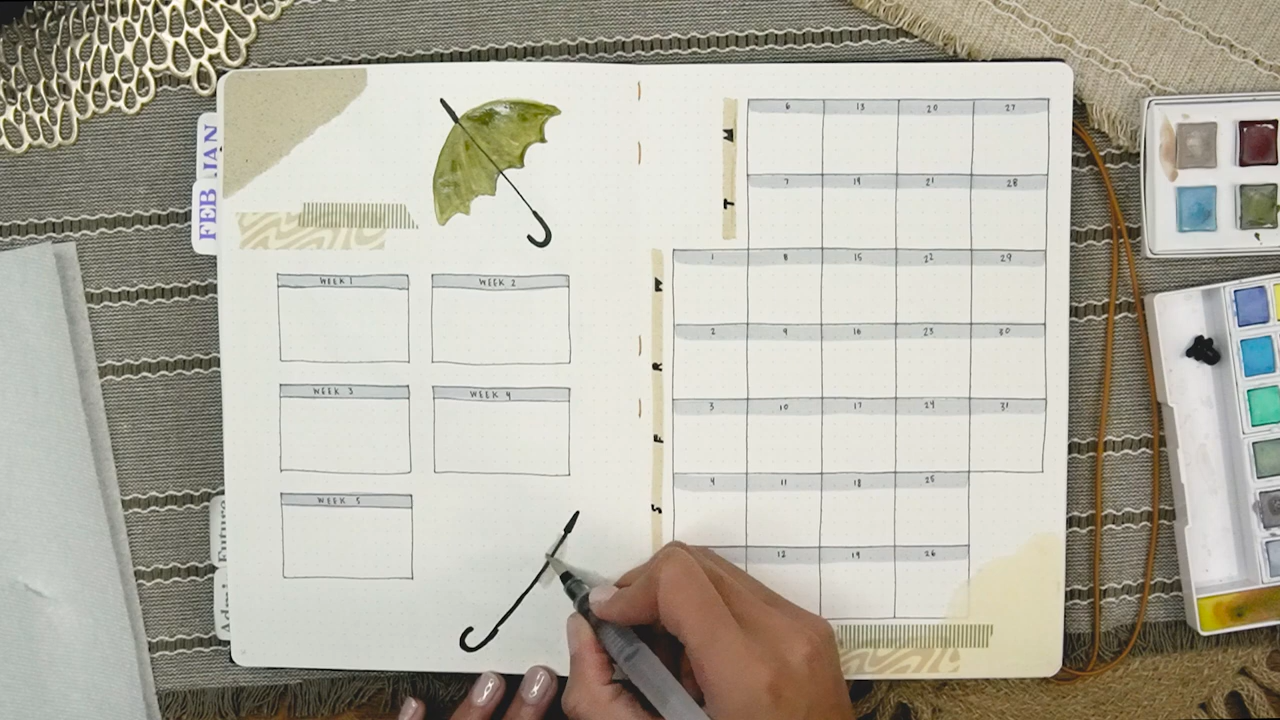 JAN
FEB
Future
WEEK 1 WEEK 2
WEEK 3 WEEK 4
WEEK 5
M 6 13 20 27
T 7 14 21 28
W 1 8 15 22 29
R 2 9 16 23 30
F 3 10 17 24 31
S 4 11 18 25
12 19 26